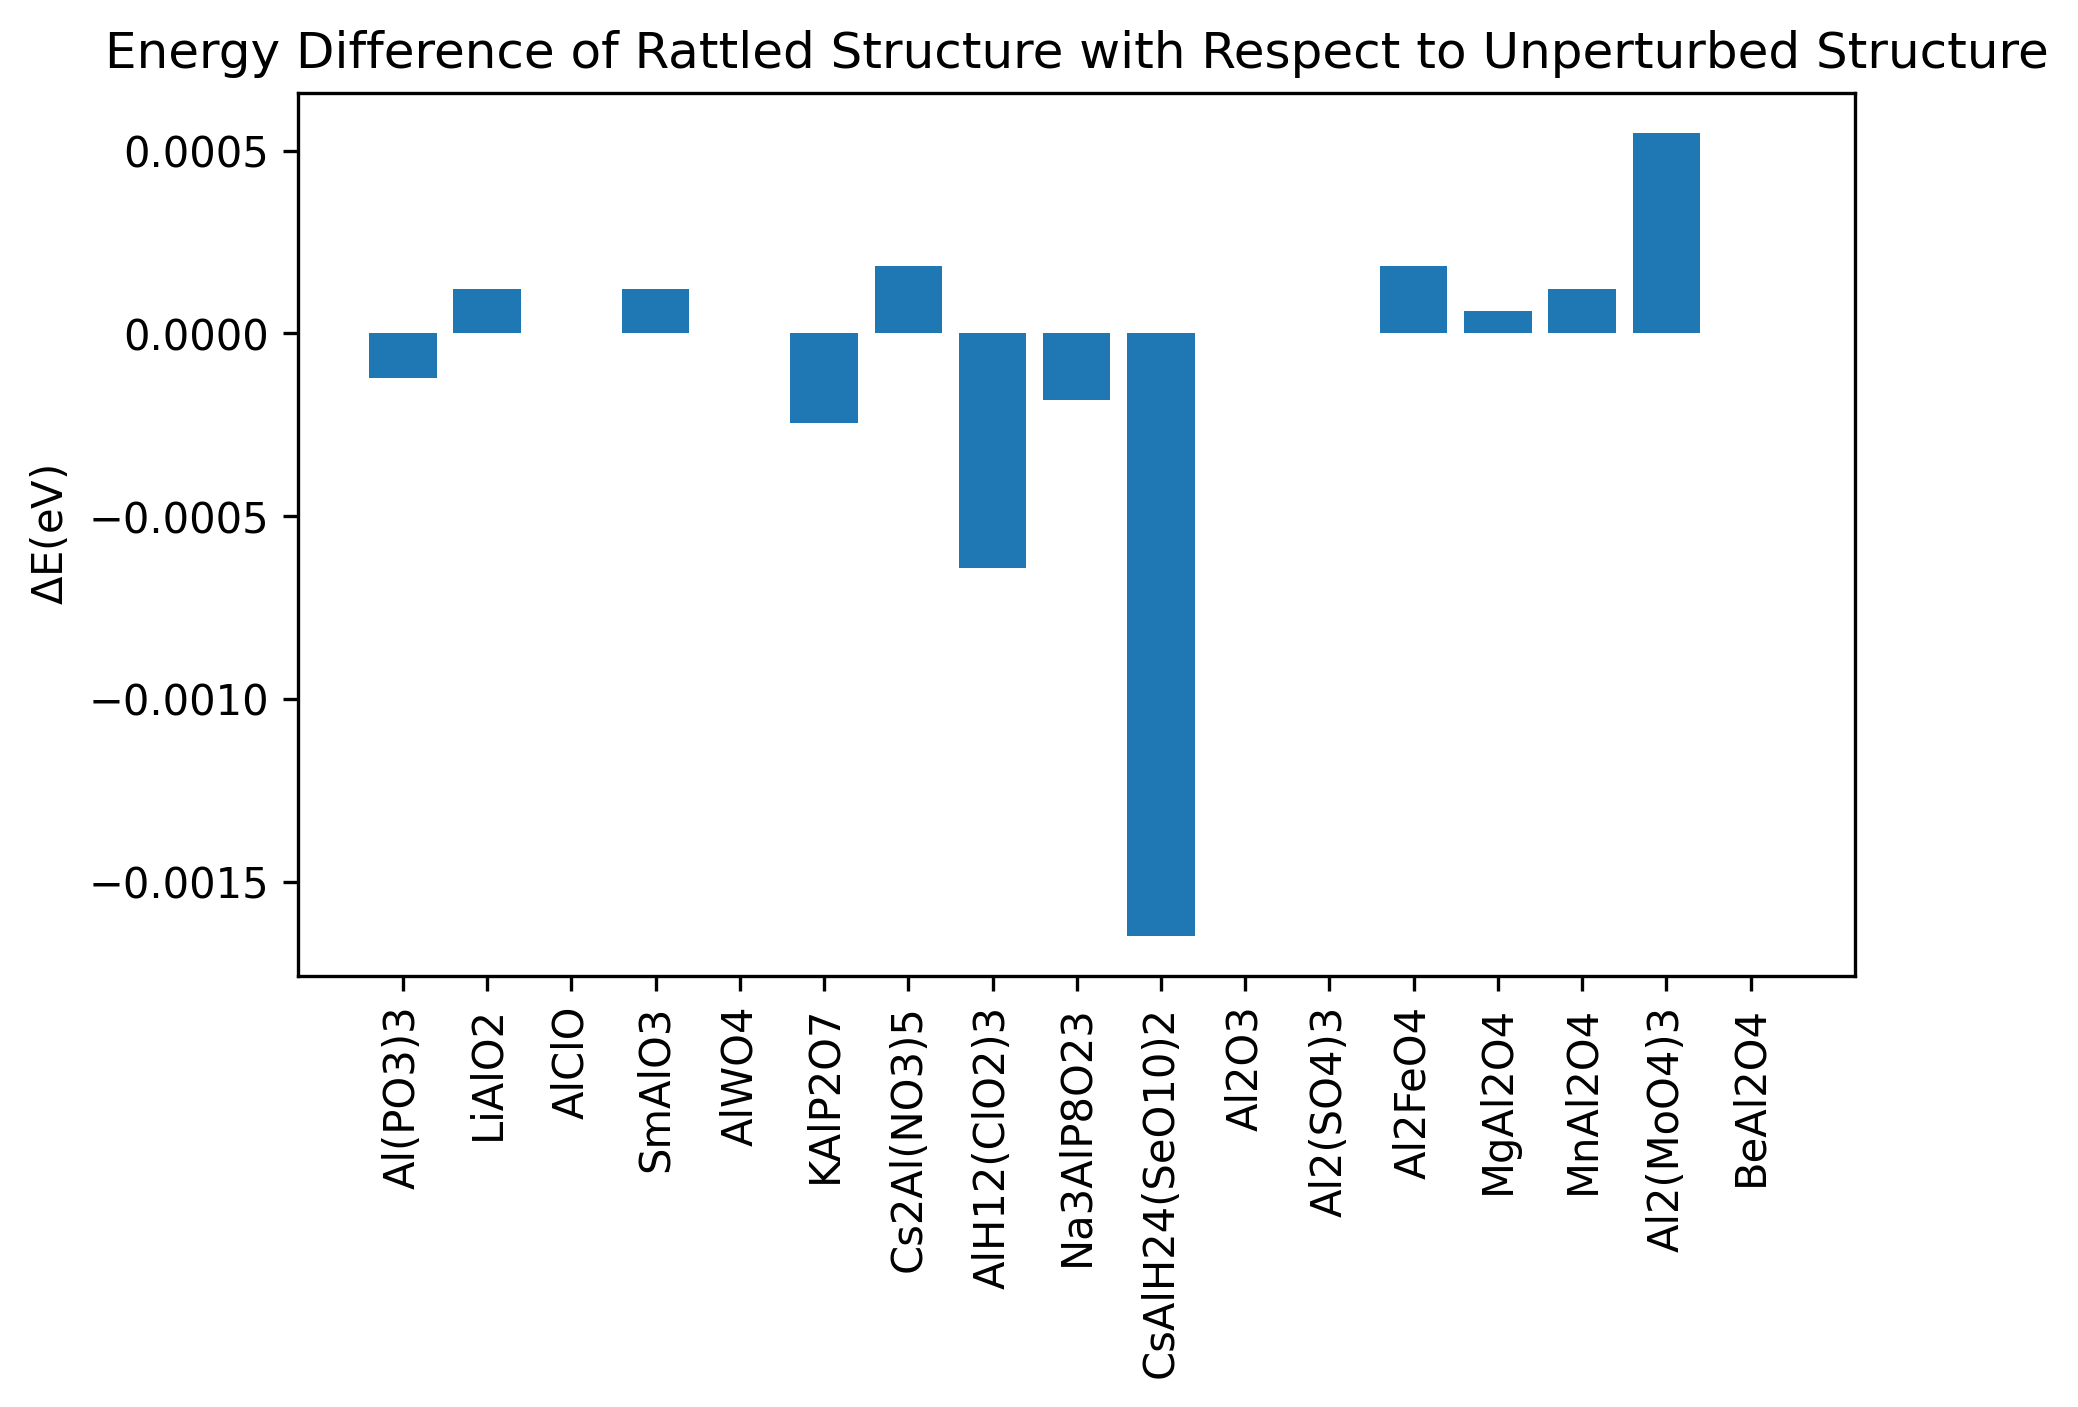 Energy Difference of Rattled Structure with Respect to Unperturbed Structure
ΔE(eV)
0.0005
0.0000
−0.0005
−0.0010
−0.0015
Al(PO3)3
LiAlO2
AlClO
SmAlO3
AlWO4
KAlP2O7
Cs2Al(NO3)5
AlH12(ClO2)3
Na3AlP8O23
CsAlH24(SeO10)2
Al2O3
Al2(SO4)3
Al2FeO4
MgAl2O4
MnAl2O4
Al2(MoO4)3
BeAl2O4